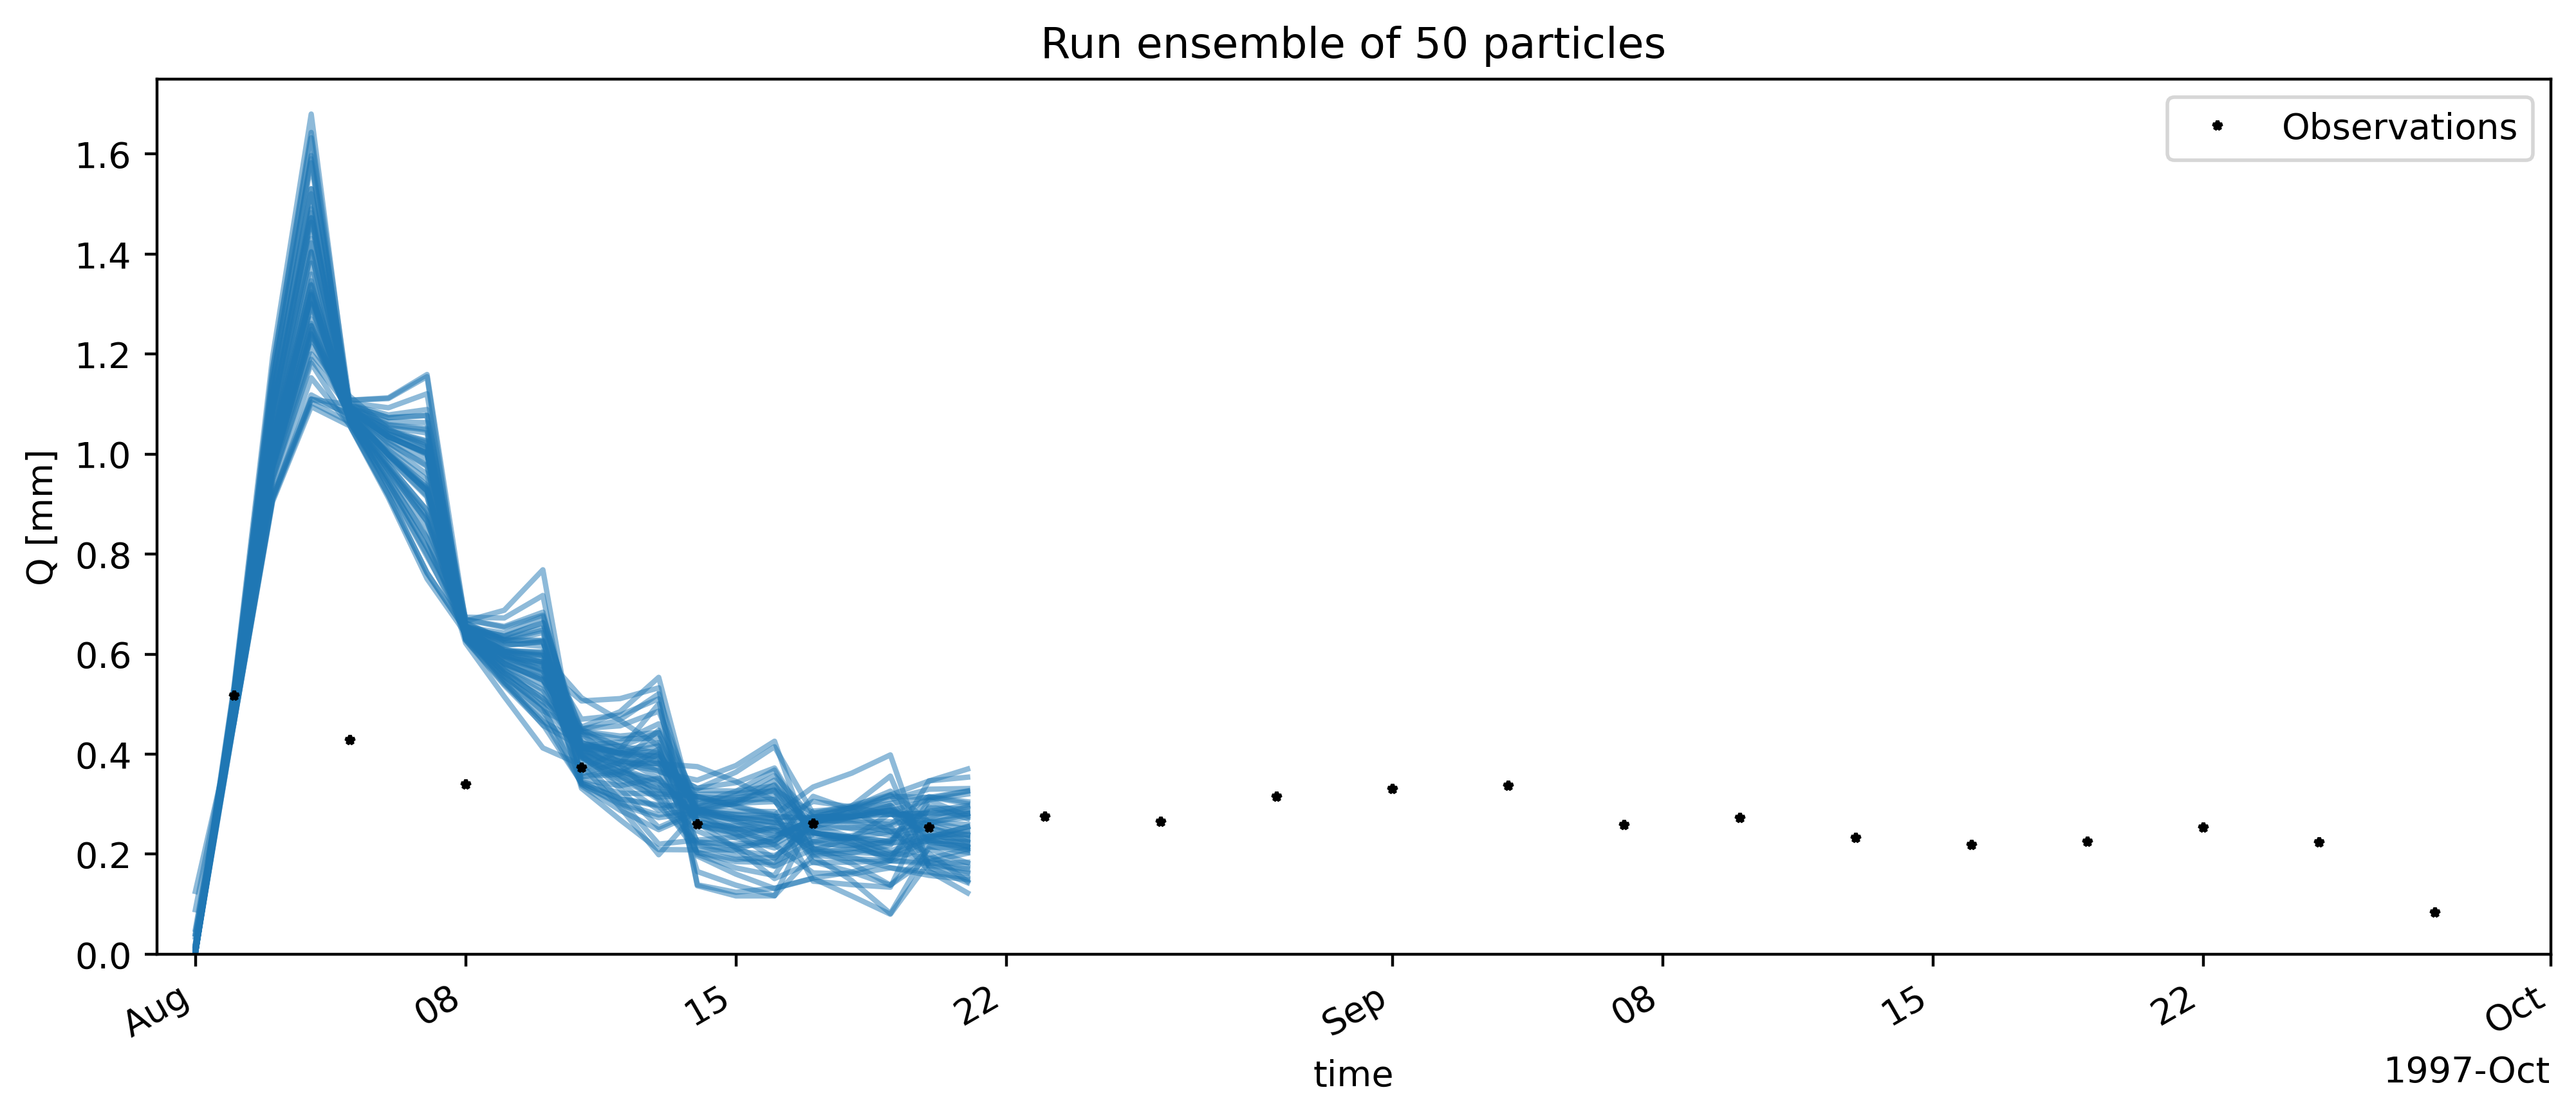 Run ensemble of 50 particles
Observations
Q [mm]
1.6
1.4
1.2
1.0
0.8
0.6
0.4
0.2
0.0
Aug 08 15 22 Sep 08 15 22 Oct
time
1997-Oct